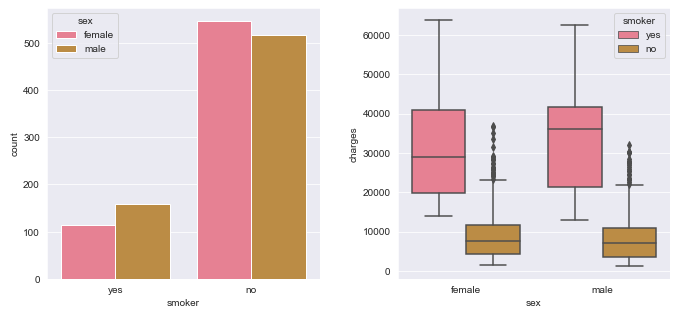 sex
female
male
500
400
300
200
100
0
count
yes
no
smoker
smoker
yes
no
60000
50000
40000
30000
20000
10000
0
charges
female
male
sex